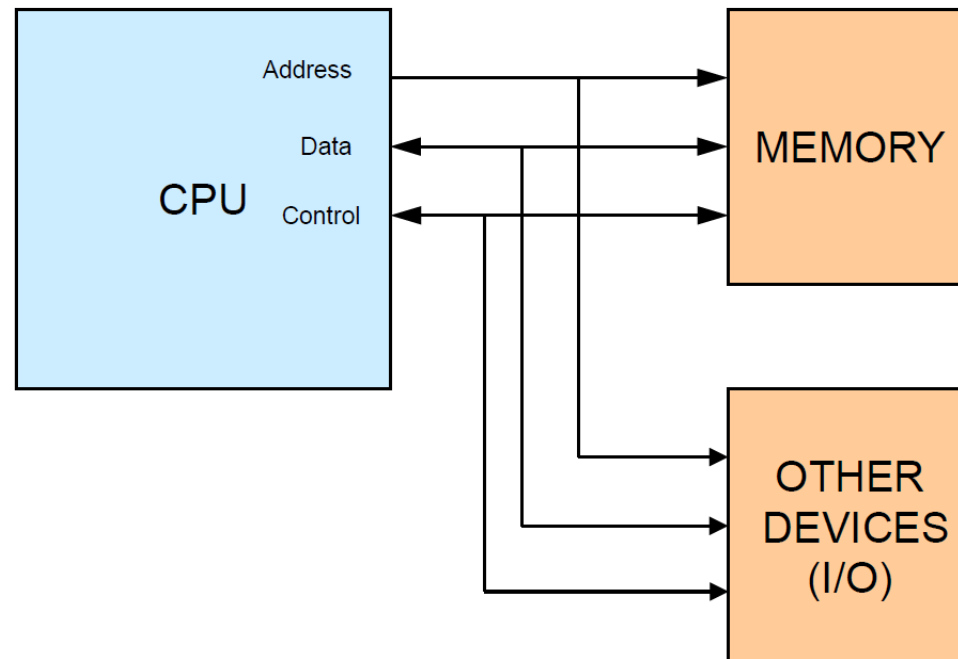 Address
Data
CPU
Control
MEMORY
OTHER
DEVICES
(I/O)